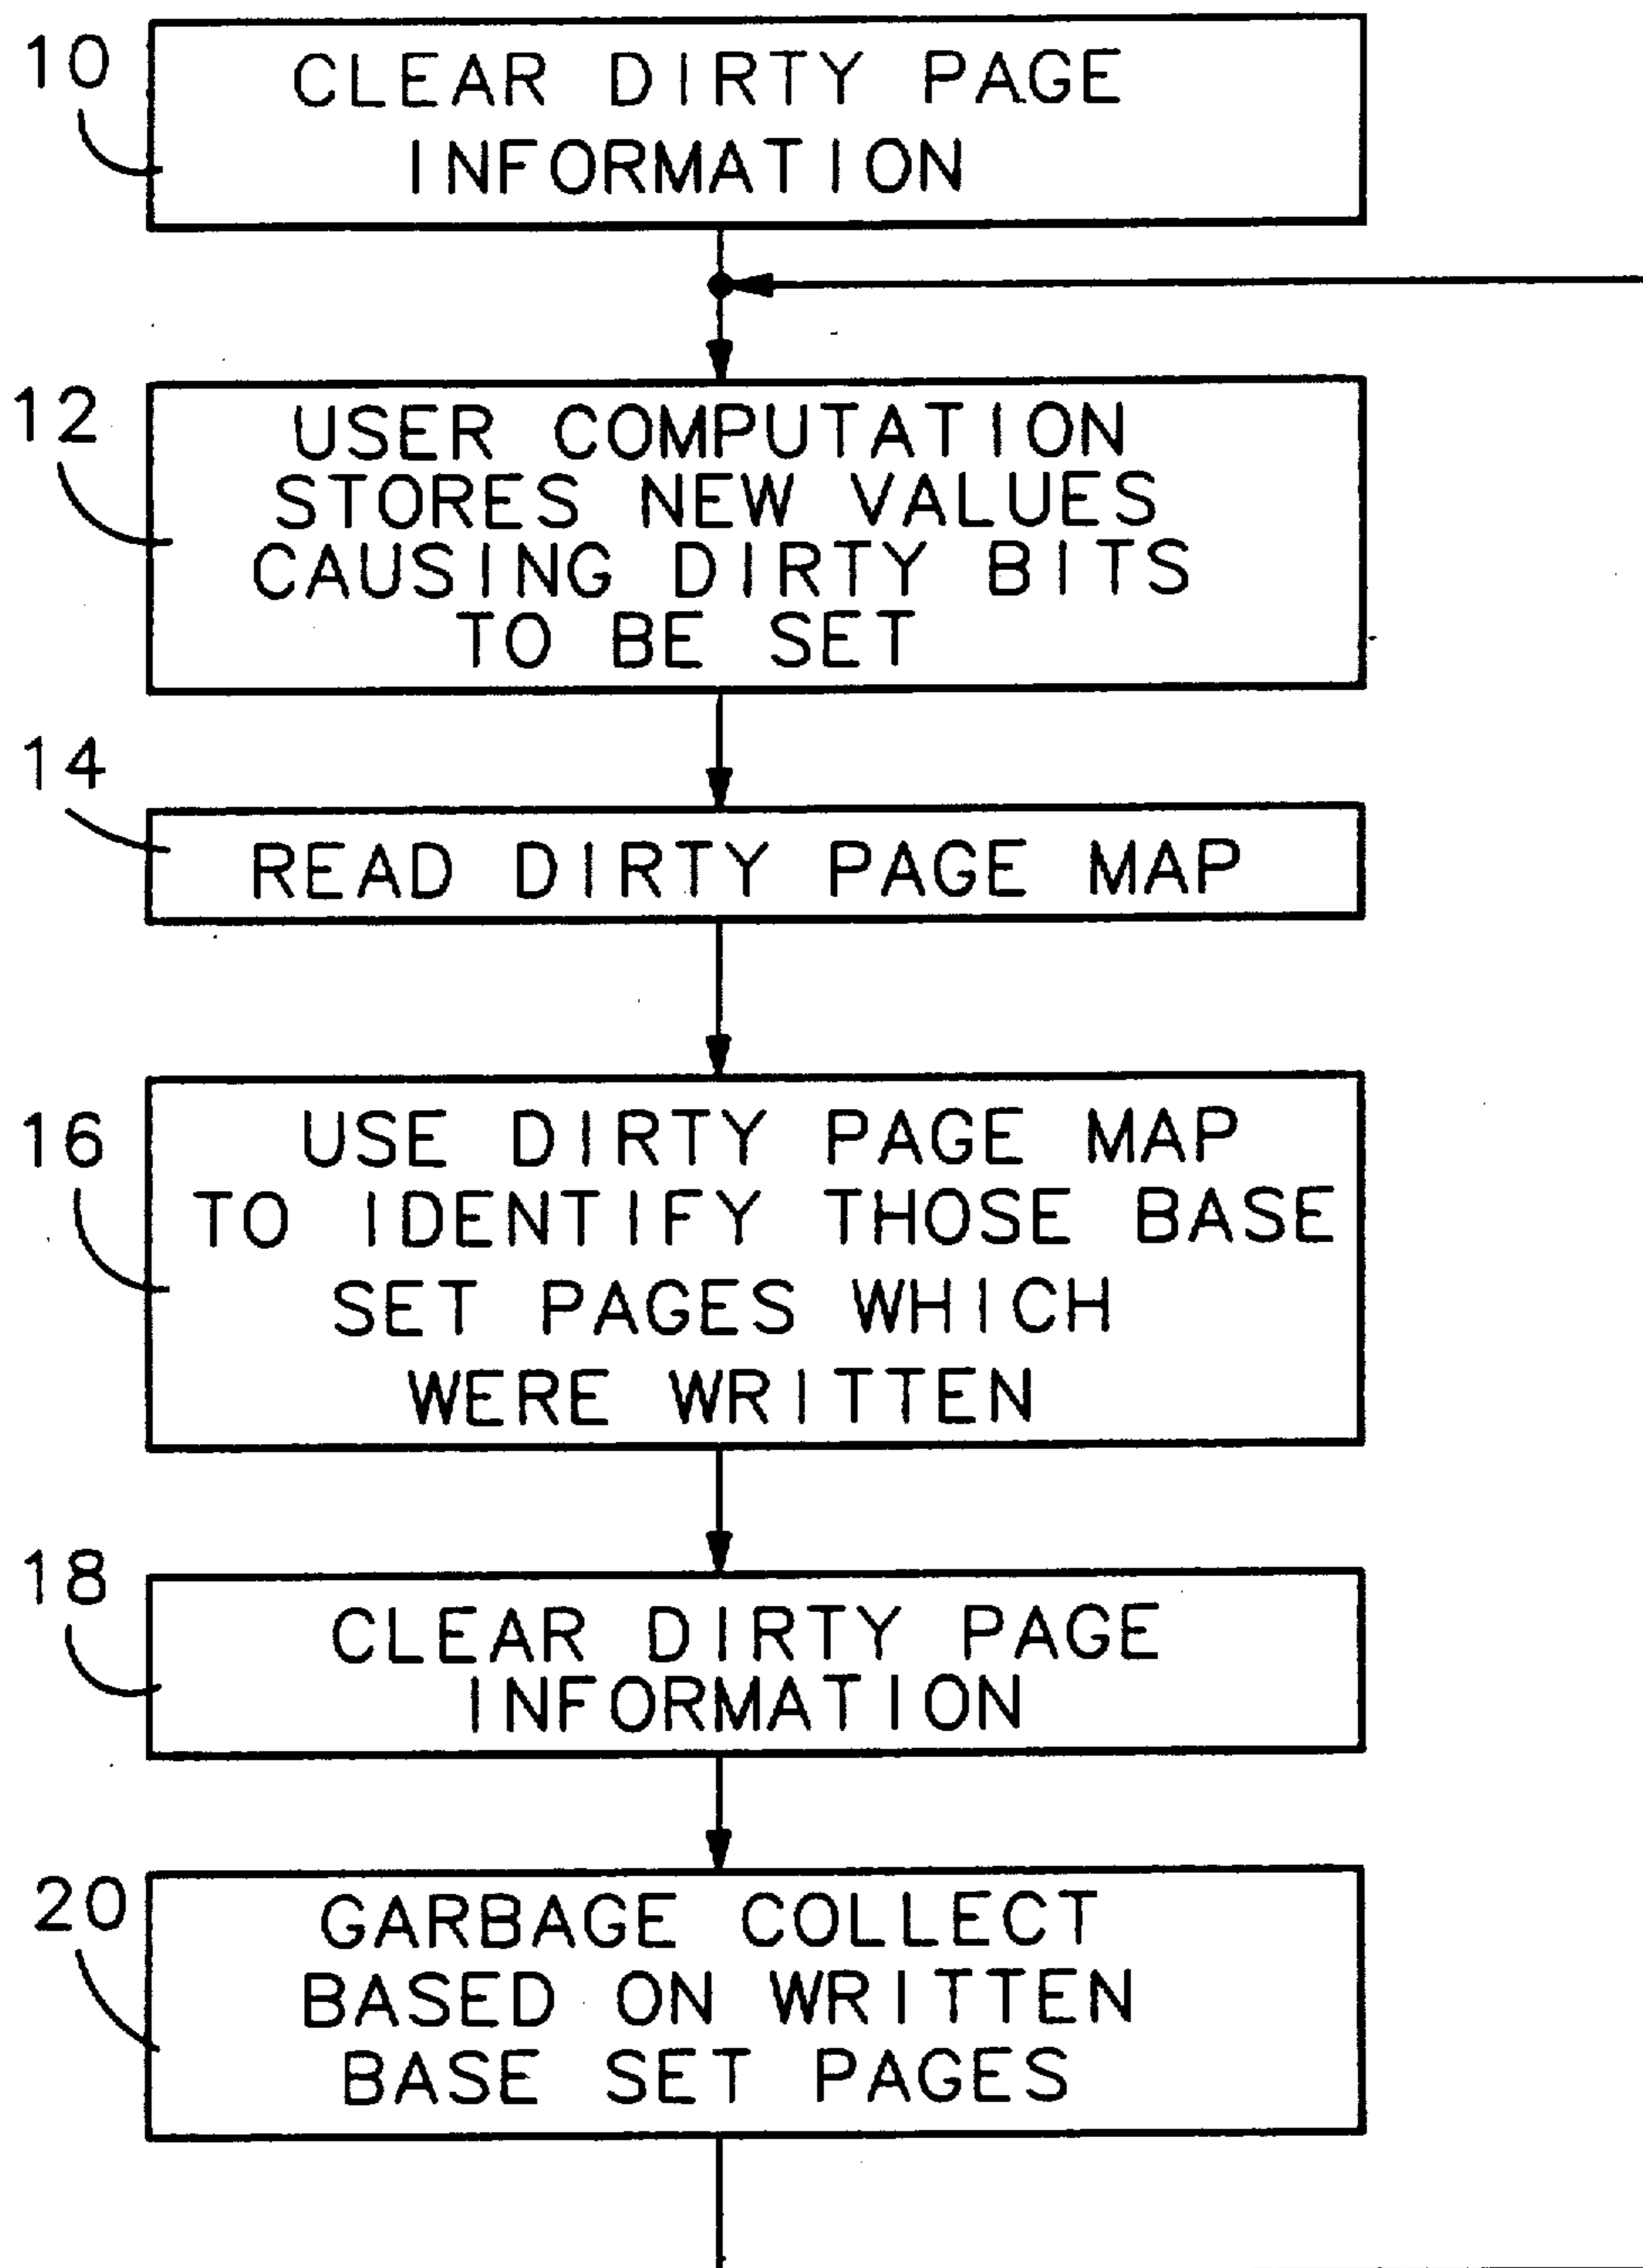 10
CLEAR DIRTY PAGE
INFORMATION
12
USER COMPUTATION
STORES NEW VALUES
CAUSING DIRTY BITS
TO BE SET
14
READ DIRTY PAGE MAP
16
USE DIRTY PAGE MAP
TO IDENTIFY THOSE BASE
SET PAGES WHICH
WERE WRITTEN
18
CLEAR DIRTY PAGE
INFORMATION
20
GARBAGE COLLECT
BASED ON WRITTEN
BASE SET PAGES